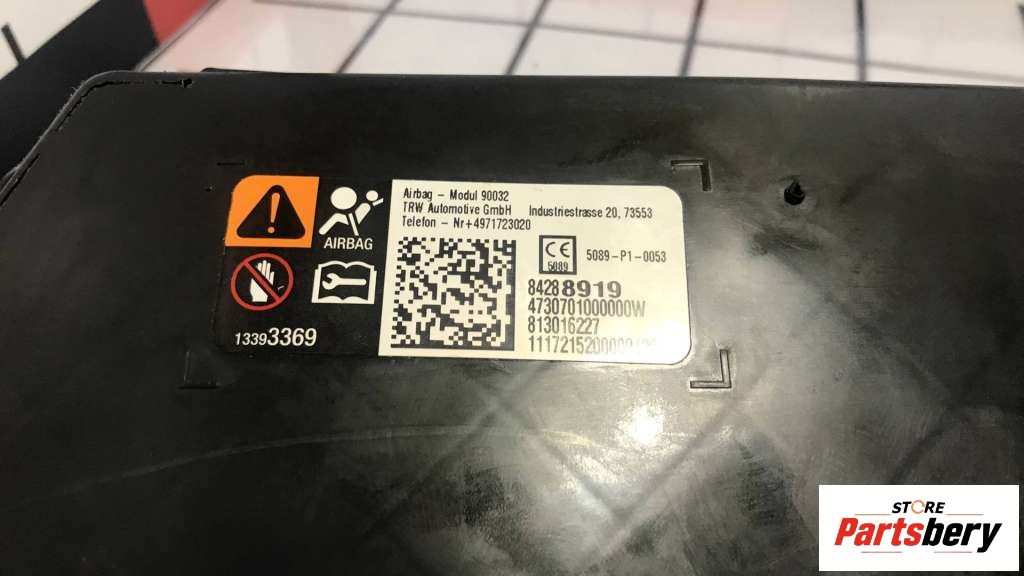 AIRBAG
13393369
Airbag - Modul 90032
TRW Automotive GmbH Industriestrasse 20, 73553
Telefon - Nr+4971723020
CE
5089
5089-P1-0053
84288919
4730701000000W
813016227
STORE
Partsbery